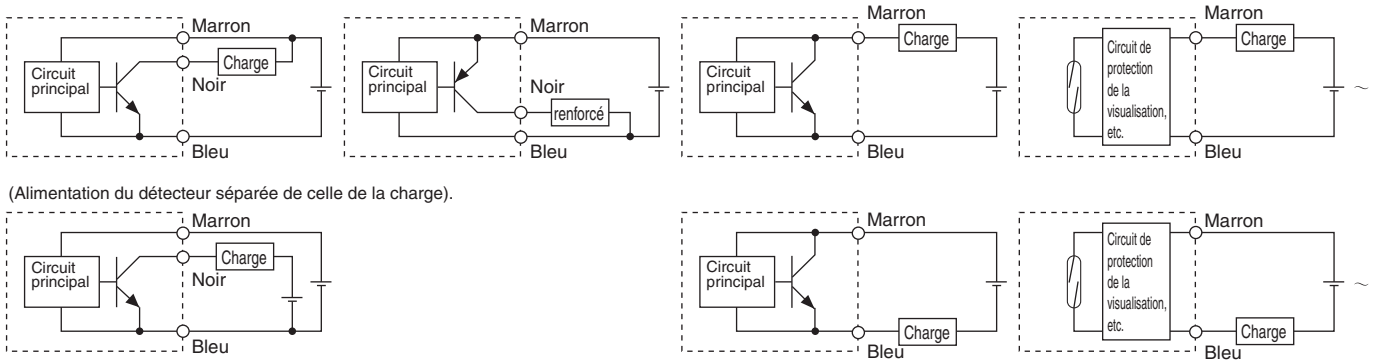 Marron
Circuit
principal
Charge
Noir
Bleu
Marron
Circuit
principal
Noir
renforcé
Bleu
Marron
Charge
Circuit
principal
Bleu
Marron
Circuit de
protection
de la
visualisation,
etc.
Charge
~
Bleu
(Alimentation du détecteur séparée de celle de la charge).
Marron
Circuit
principal
Charge
Noir
Bleu
Marron
Circuit
principal
Charge
Bleu
Marron
Circuit de
protection
de la
visualisation,
etc.
~
Charge
Bleu